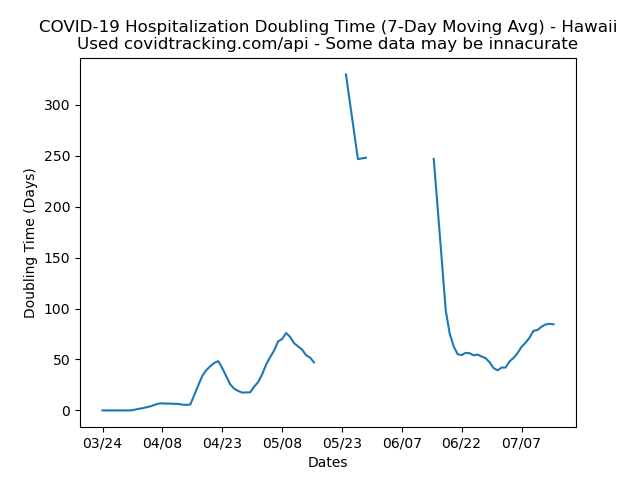 COVID-19 Hospitalization Doubling Time (7-Day Moving Avg) - Hawaii
Used covidtracking.com/api - Some data may be innacurate
Doubling Time (Days)
300
250
200
150
100
50
0
03/24 04/08 04/23 05/08 05/23 06/07 06/22 07/07
Dates